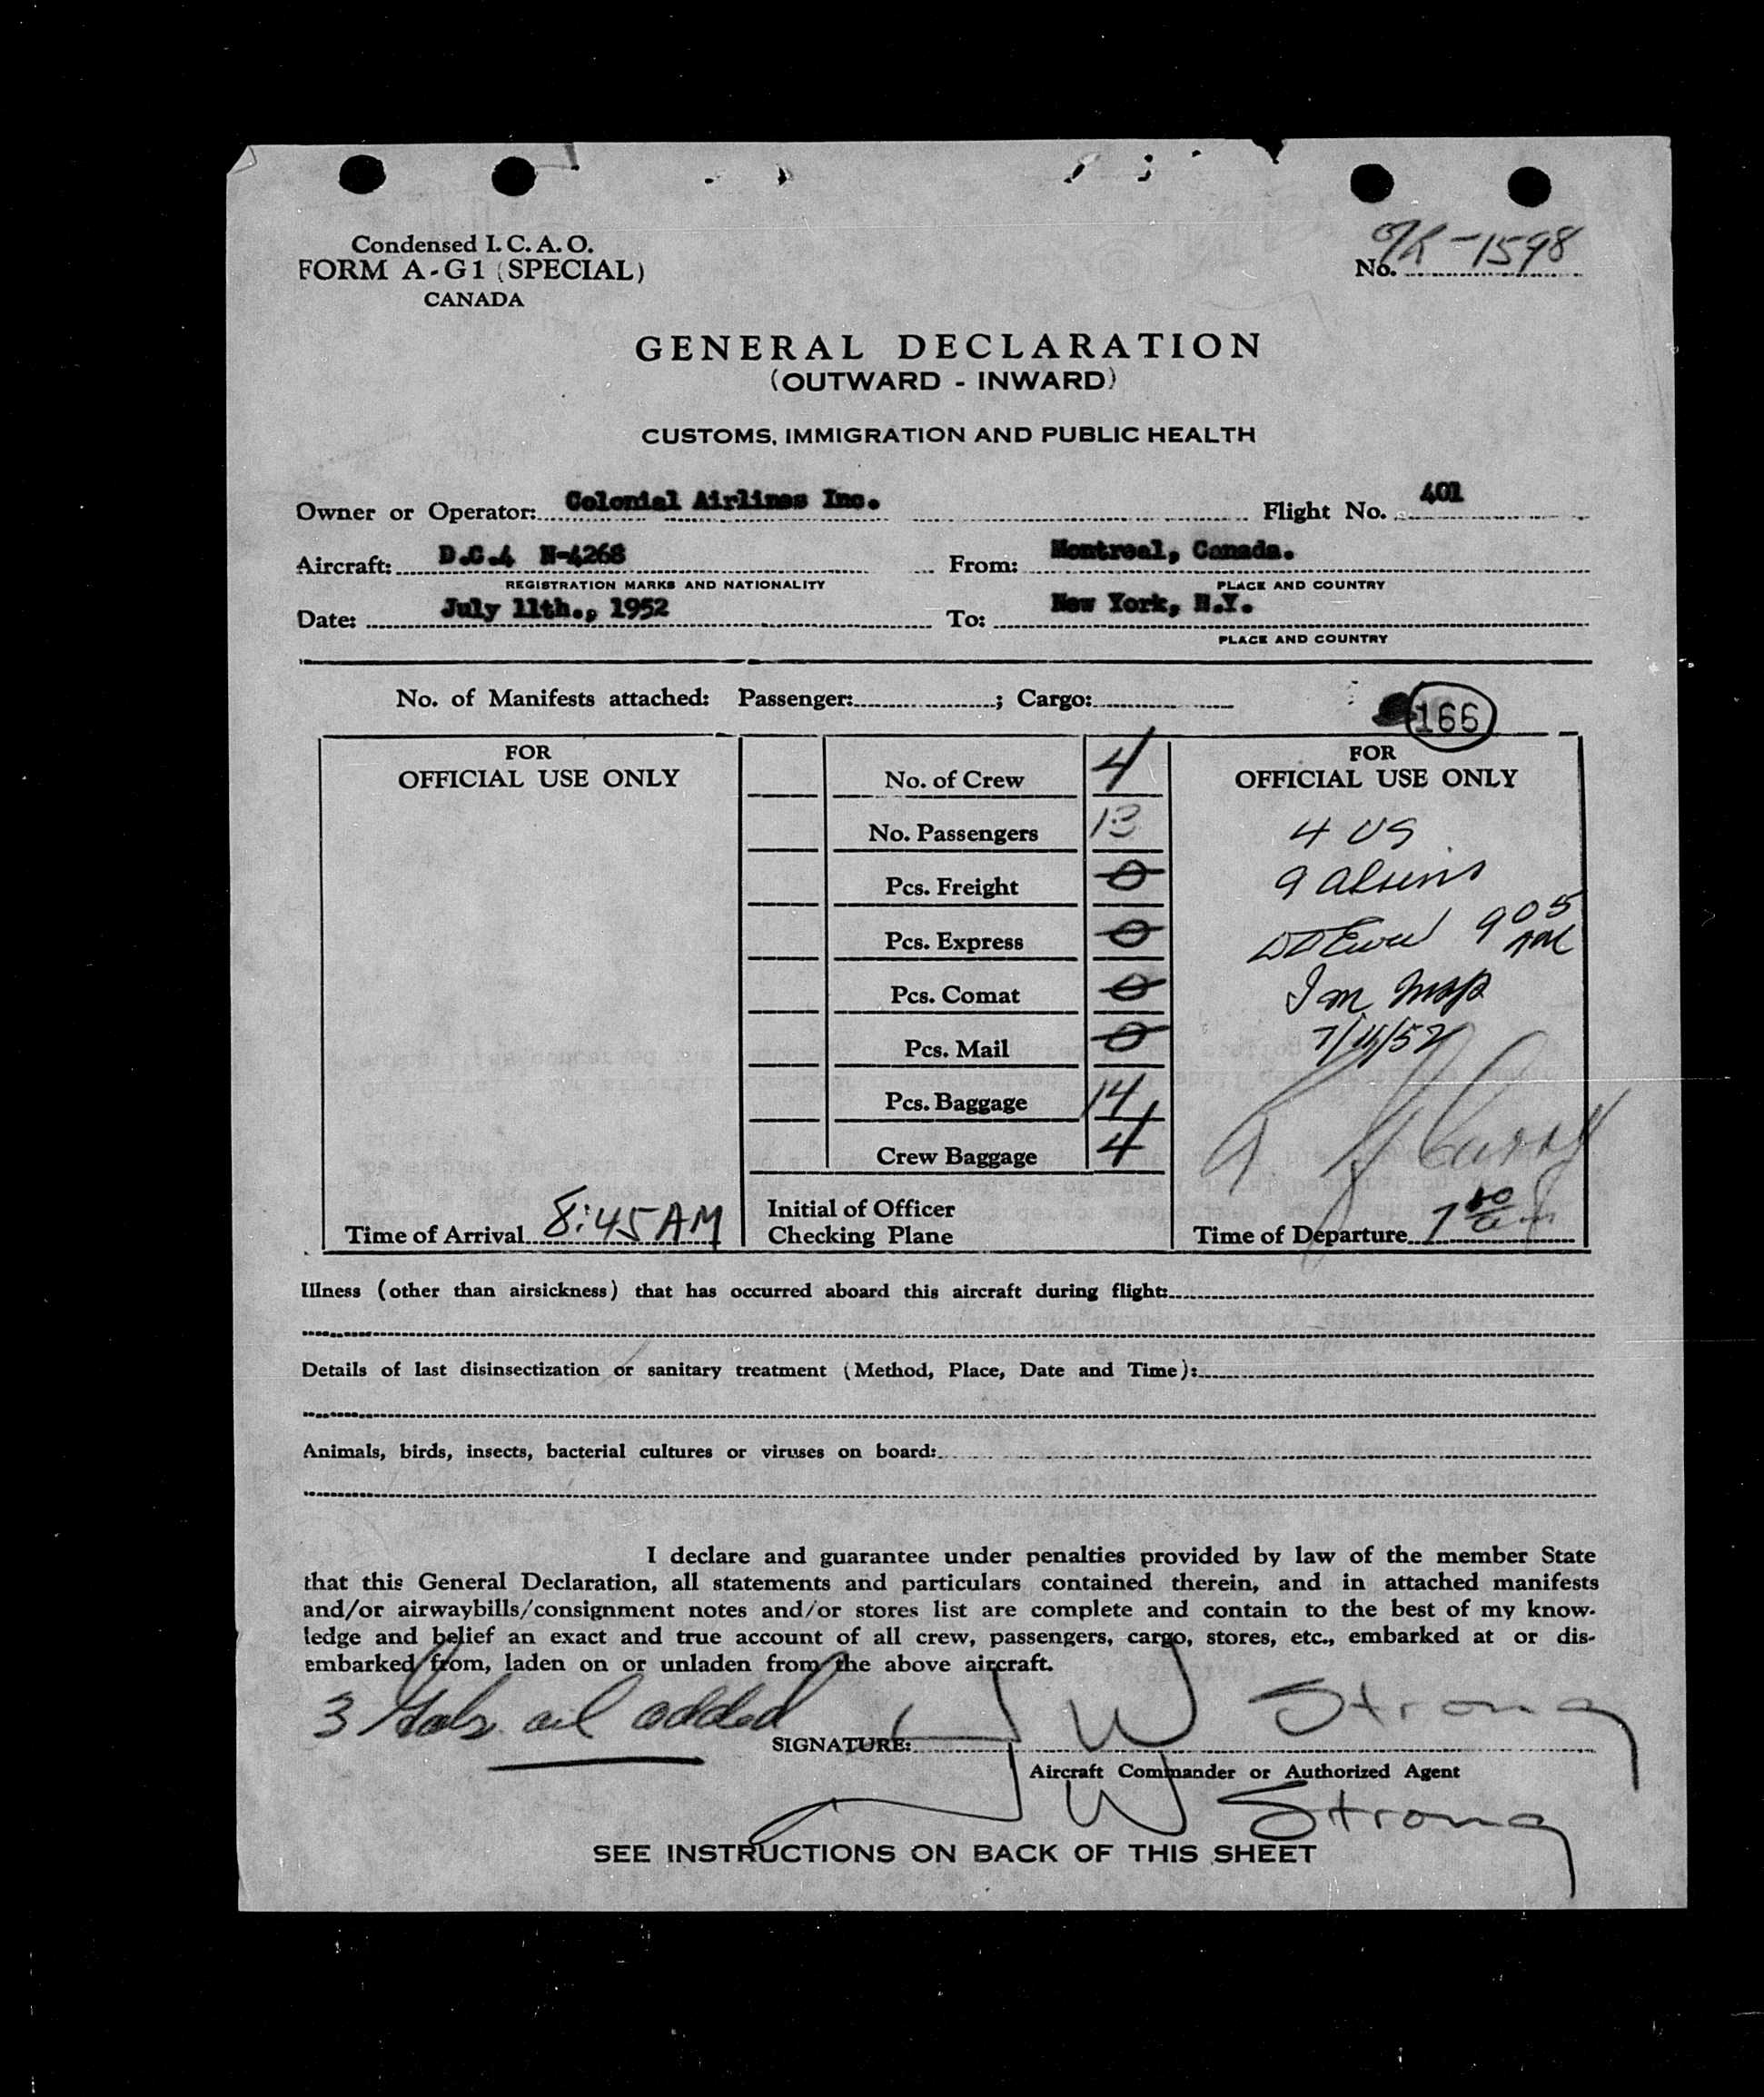 Condensed I. C. A. O.
FORM A-G1 (SPECIAL)
CANADA
No. -1598
GENERAL DECLARATION
(OUTWARD - INWARD)
CUSTOMS, IMMIGRATION AND PUBLIC HEALTH
Owner or Operator: Colonial Airlines Inc. Flight No. 401
Aircraft: D.C.4 N-4268 From: Montreal, Canada.
REGISTRATION MARKS AND NATIONALITY PLACE AND COUNTRY
Date: July 11th., 1952 To: New York, N.Y.
PLACE AND COUNTRY
No. of Manifests attached: Passenger: ; Cargo:
166
FOR
OFFICIAL USE ONLY
Time of Arrival 8:45 AM
No. of Crew 4
No. Passengers 13
Pcs. Freight 0
Pcs. Express 0
Pcs. Comat 0
Pcs. Mail 0
Pcs. Baggage 14
Crew Baggage 4
Initial of Officer
Checking Plane
FOR
OFFICIAL USE ONLY
4 US
9 aliens
905
AM
Im Insp
7/11/52
Time of Departure 7
Illness (other than airsickness) that has occurred aboard this aircraft during flight:
Details of last disinsectization or sanitary treatment (Method, Place, Date and Time):
Animals, birds, insects, bacterial cultures or viruses on board:
I declare and guarantee under penalties provided by law of the member State
that this General Declaration, all statements and particulars contained therein, and in attached manifests
and/or airwaybills/consignment notes and/or stores list are complete and contain to the best of my know-
ledge and belief an exact and true account of all crew, passengers, cargo, stores, etc., embarked at or dis-
embarked from, laden on or unladen from the above aircraft.
3 Gals. oil added
SIGNATURE: J W Strong
Aircraft Commander or Authorized Agent
J W Strong
SEE INSTRUCTIONS ON BACK OF THIS SHEET